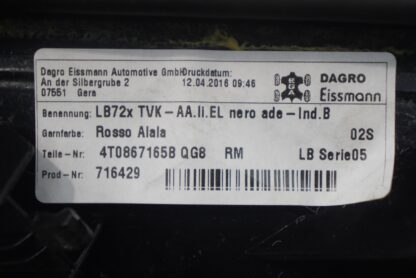 Dagro Eissmann Automotive GmbH Druckdatum:
An der Silbergrube 2 12.04.2016 09:46
07551 Gera
DAGRO
Eissmann
Benennung: LB72x TVK-AA.li.EL nero ade-Ind.B
Garnfarbe: Rosso Alala 02S
Teile-Nr: 4T0867165B QG8 RM LB Serie05
Prod-Nr: 716429